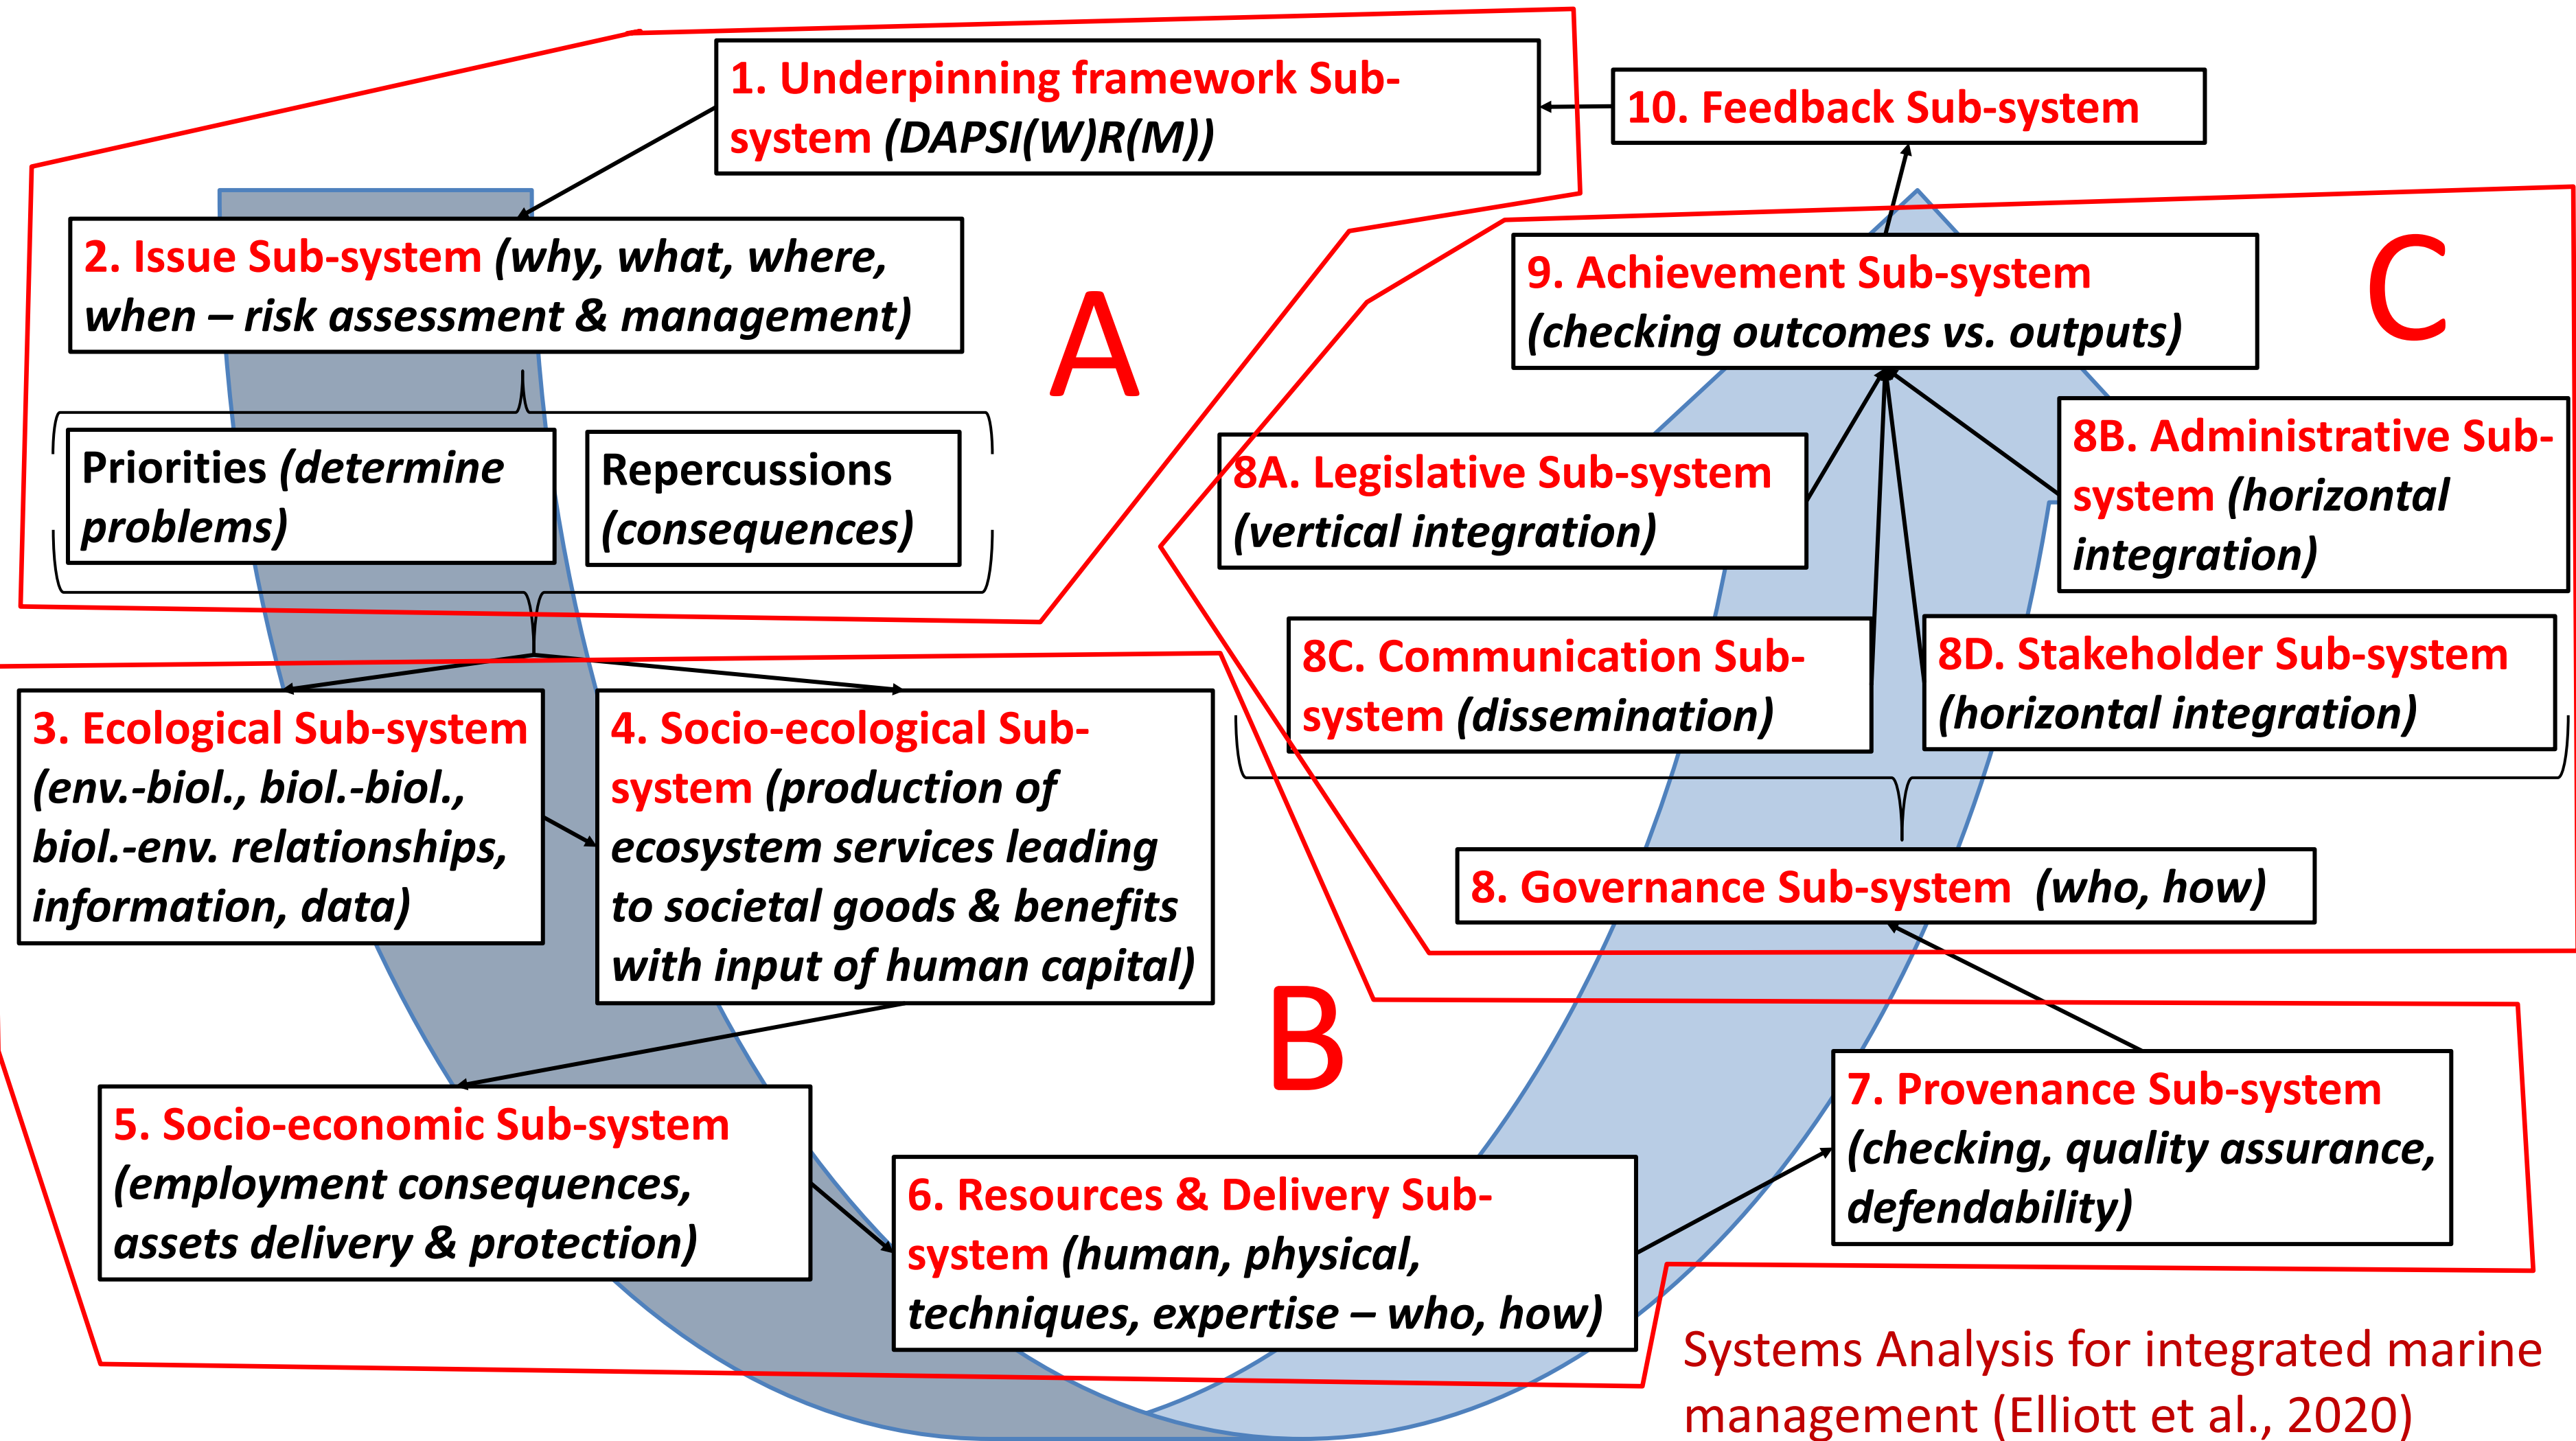 1. Underpinning framework Sub-
system (DAPSI(W)R(M))
10. Feedback Sub-system
2. Issue Sub-system (why, what, where,
when – risk assessment & management)
A
Priorities (determine
problems)
Repercussions
(consequences)
9. Achievement Sub-system
(checking outcomes vs. outputs)
C
8A. Legislative Sub-system
(vertical integration)
8B. Administrative Sub-
system (horizontal
integration)
8C. Communication Sub-
system (dissemination)
8D. Stakeholder Sub-system
(horizontal integration)
3. Ecological Sub-system
(env.-biol., biol.-biol.,
biol.-env. relationships,
information, data)
4. Socio-ecological Sub-
system (production of
ecosystem services leading
to societal goods & benefits
with input of human capital)
8. Governance Sub-system (who, how)
B
5. Socio-economic Sub-system
(employment consequences,
assets delivery & protection)
6. Resources & Delivery Sub-
system (human, physical,
techniques, expertise – who, how)
7. Provenance Sub-system
(checking, quality assurance,
defendability)
Systems Analysis for integrated marine
management (Elliott et al., 2020)